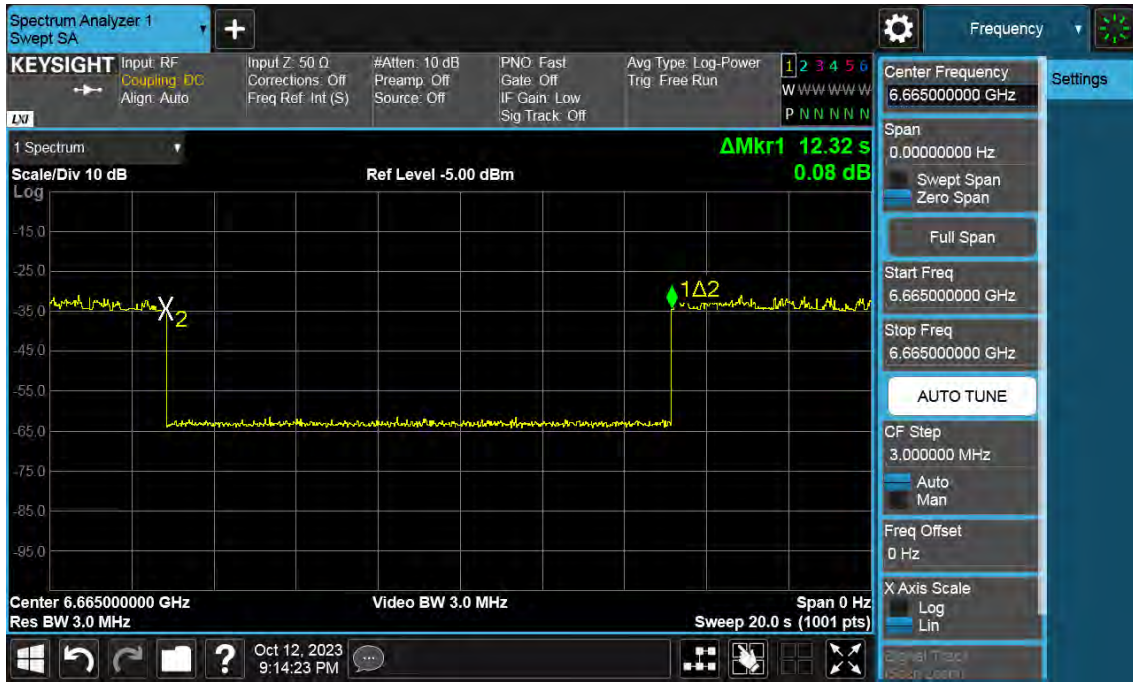 Spectrum Analyzer 1
Swept SA
Frequency
KEYSIGHT
LXI
Input: RF
Coupling: DC
Align: Auto
Input Z: 50 Ω
Corrections: Off
Freq Ref: Int (S)
#Atten: 10 dB
Preamp: Off
Source: Off
PNO: Fast
Gate: Off
IF Gain: Low
Sig Track: Off
Avg Type: Log-Power
Trig: Free Run
1 2 3 4 5 6
W W W W W W
P N N N N N
1 Spectrum
ΔMkr1 12.32 s
0.08 dB
Scale/Div 10 dB
Ref Level -5.00 dBm
Log
-15.0
-25.0
-35.0
-45.0
-55.0
-65.0
-75.0
-85.0
-95.0
X2
1Δ2
Center 6.665000000 GHz
Res BW 3.0 MHz
Video BW 3.0 MHz
Span 0 Hz
Sweep 20.0 s (1001 pts)
Oct 12, 2023
9:14:23 PM
Center Frequency
6.665000000 GHz
Span
0.00000000 Hz
Swept Span
Zero Span
Full Span
Start Freq
6.665000000 GHz
Stop Freq
6.665000000 GHz
AUTO TUNE
CF Step
3.000000 MHz
Auto
Man
Freq Offset
0 Hz
X Axis Scale
Log
Lin
Signal Track
(Span Zoom)
Settings